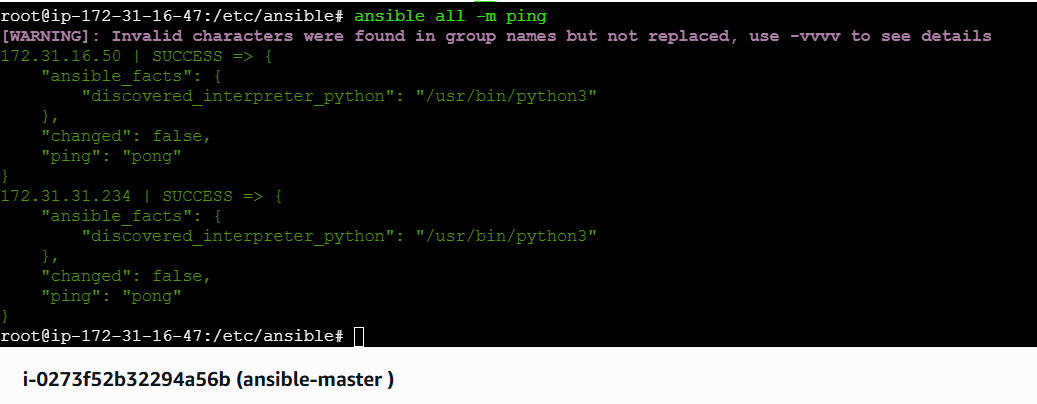 root@ip-172-31-16-47:/etc/ansible# ansible all -m ping
[WARNING]: Invalid characters were found in group names but not replaced, use -vvvv to see details
172.31.16.50 | SUCCESS => {
    "ansible_facts": {
        "discovered_interpreter_python": "/usr/bin/python3"
    },
    "changed": false,
    "ping": "pong"
}
172.31.31.234 | SUCCESS => {
    "ansible_facts": {
        "discovered_interpreter_python": "/usr/bin/python3"
    },
    "changed": false,
    "ping": "pong"
}
root@ip-172-31-16-47:/etc/ansible#
i-0273f52b32294a56b (ansible-master )